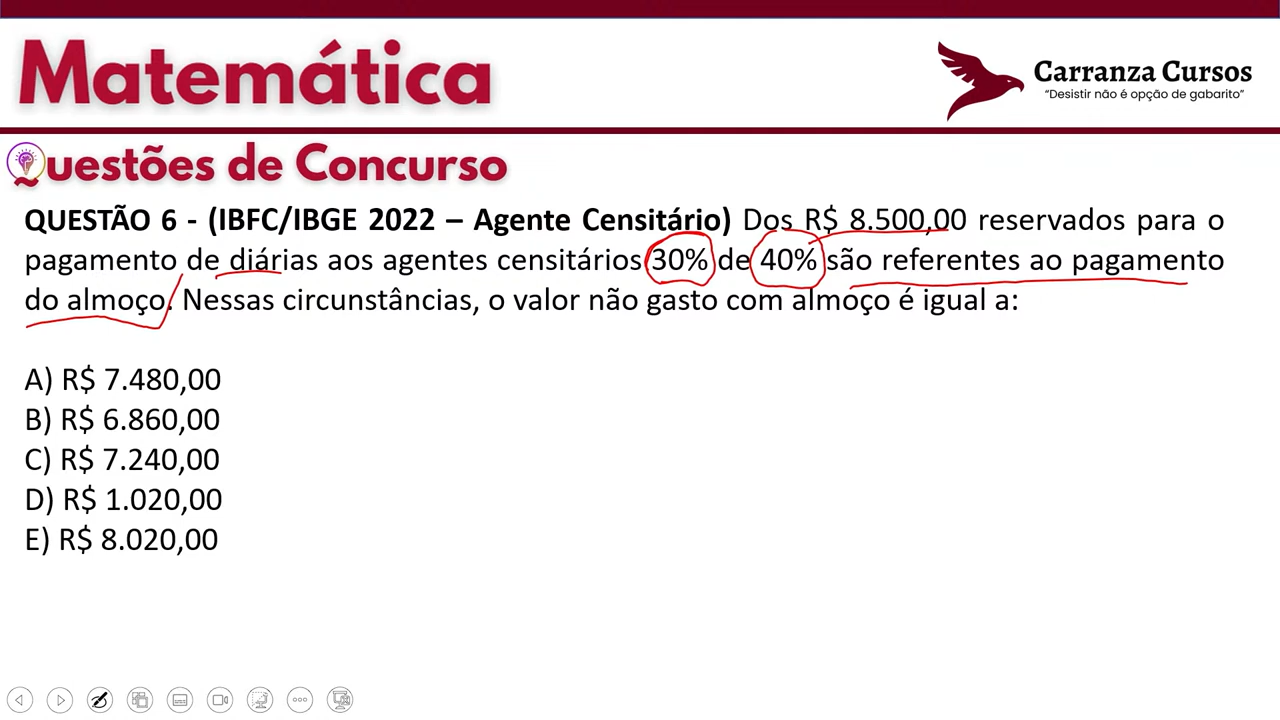 Matemática
Carranza Cursos
“Desistir não é opção de gabarito”
Questões de Concurso
QUESTÃO 6 - (IBFC/IBGE 2022 – Agente Censitário) Dos R$ 8.500,00 reservados para o
pagamento de diárias aos agentes censitários 30% de 40% são referentes ao pagamento
do almoço. Nessas circunstâncias, o valor não gasto com almoço é igual a:
A) R$ 7.480,00
B) R$ 6.860,00
C) R$ 7.240,00
D) R$ 1.020,00
E) R$ 8.020,00